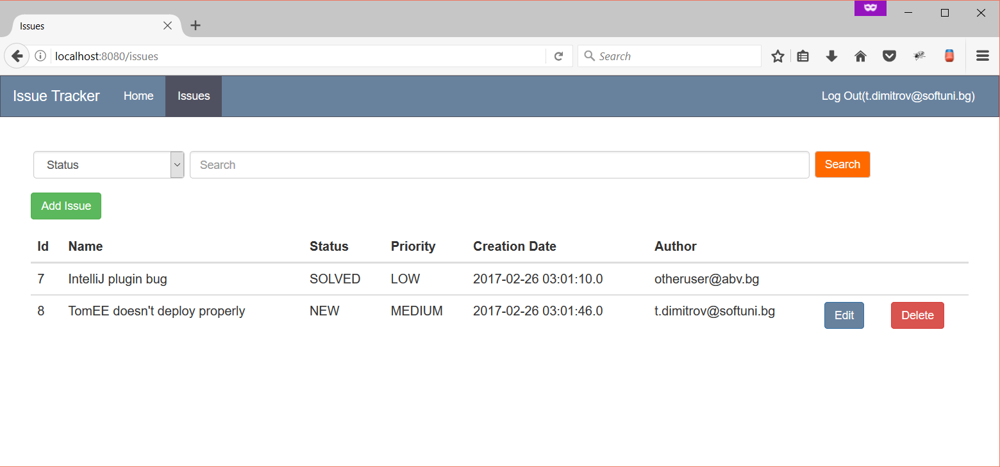 Issues
localhost:8080/issues
Search
Issue Tracker Home Issues Log Out(t.dimitrov@softuni.bg)
Status Search Search
Add Issue
Id Name Status Priority Creation Date Author
7 IntelliJ plugin bug SOLVED LOW 2017-02-26 03:01:10.0 otheruser@abv.bg
8 TomEE doesn't deploy properly NEW MEDIUM 2017-02-26 03:01:46.0 t.dimitrov@softuni.bg Edit Delete